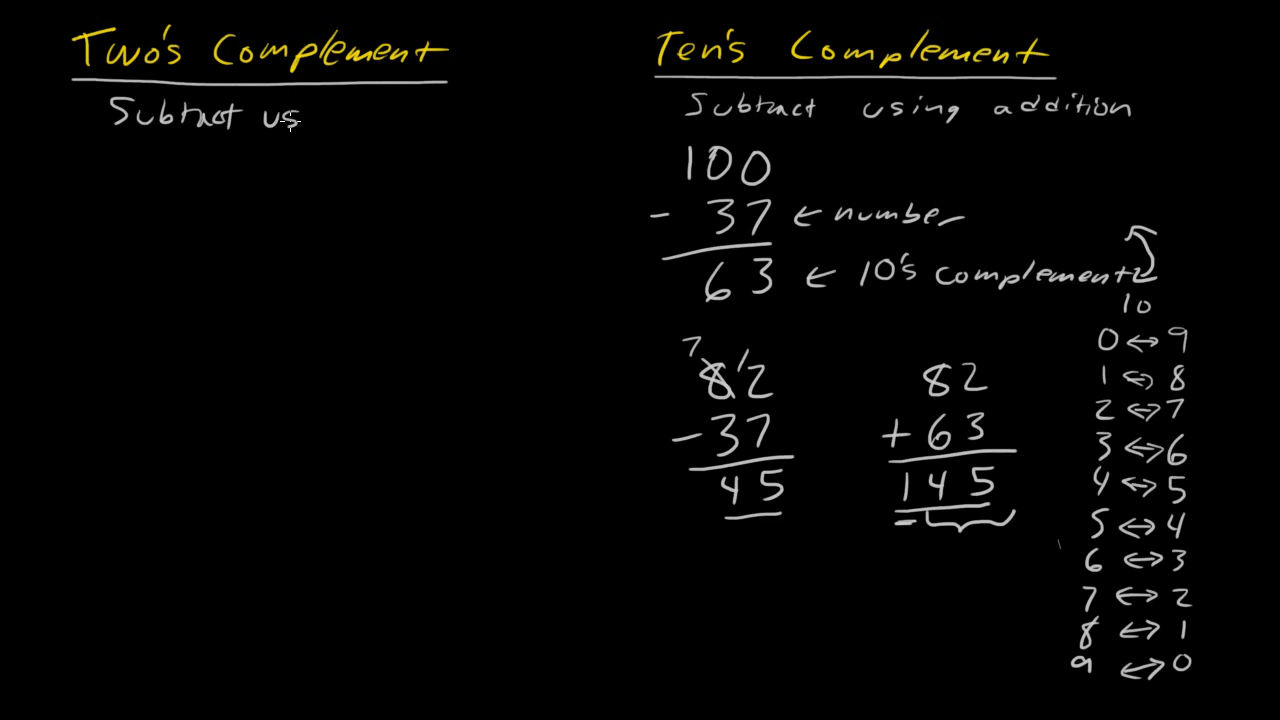 Two's Complement
Subtract us
Ten's Complement
Subtract using addition
100
- 37 ← number
63 ← 10's complement
10
7 1
82
- 37
45
82
+ 63
145
0 ↔ 9
1 ↔ 8
2 ↔ 7
3 ↔ 6
4 ↔ 5
5 ↔ 4
6 ↔ 3
7 ↔ 2
8 ↔ 1
9 ↔ 0